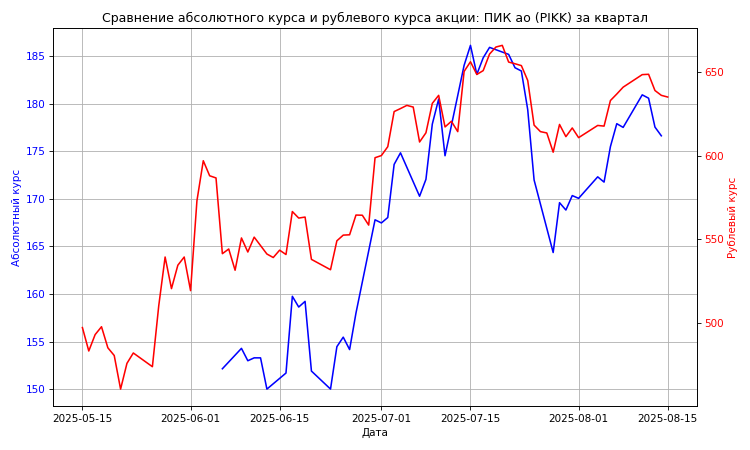 Сравнение абсолютного курса и рублевого курса акции: ПИК ао (PIKK) за квартал
Абсолютный курс
185
180
175
170
165
160
155
150
650
600
550
500
Рублевый курс
2025-05-15 2025-06-01 2025-06-15 2025-07-01 2025-07-15 2025-08-01 2025-08-15
Дата